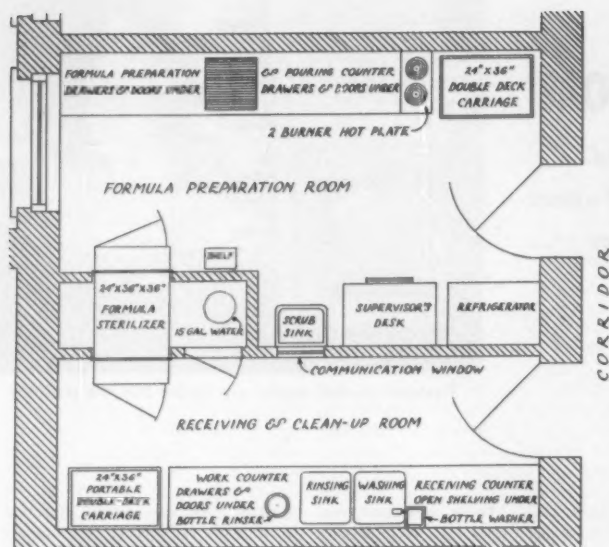 FORMULA PREPARATION
DRAWERS & DOORS UNDER
& POURING COUNTER
DRAWERS & DOORS UNDER
24"X36"
DOUBLE DECK
CARRIAGE
2 BURNER HOT PLATE
FORMULA PREPARATION ROOM
SHELF
24"X36"X36"
FORMULA
STERILIZER
15 GAL WATER
SCRUB
SINK
SUPERVISOR'S
DESK
REFRIGERATOR
CORRIDOR
COMMUNICATION WINDOW
RECEIVING & CLEAN-UP ROOM
24"X36"
PORTABLE
DOUBLE-DECK
CARRIAGE
WORK COUNTER
DRAWERS &
DOORS UNDER
BOTTLE RINSER
RINSING
SINK
WASHING
SINK
RECEIVING COUNTER
OPEN SHELVING UNDER
BOTTLE WASHER